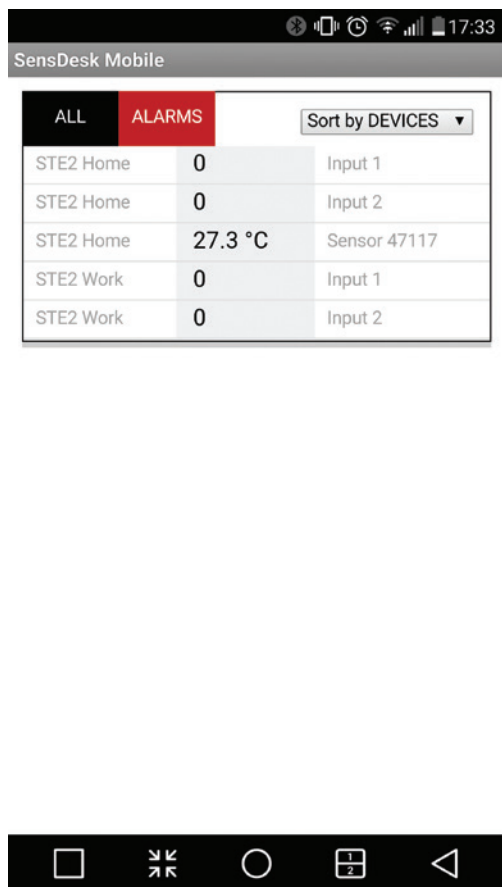 17:33
SensDesk Mobile
ALL ALARMS Sort by DEVICES ▼
STE2 Home 0 Input 1
STE2 Home 0 Input 2
STE2 Home 27.3 °C Sensor 47117
STE2 Work 0 Input 1
STE2 Work 0 Input 2
1
2